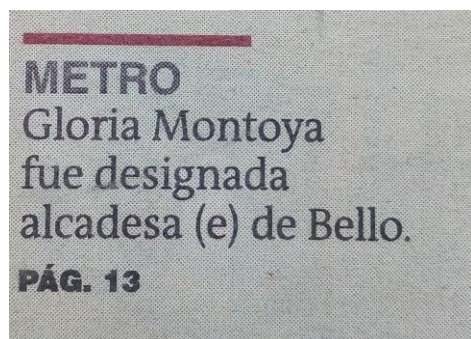 METRO
Gloria Montoya
fue designada
alcadesa (e) de Bello.
PÁG. 13